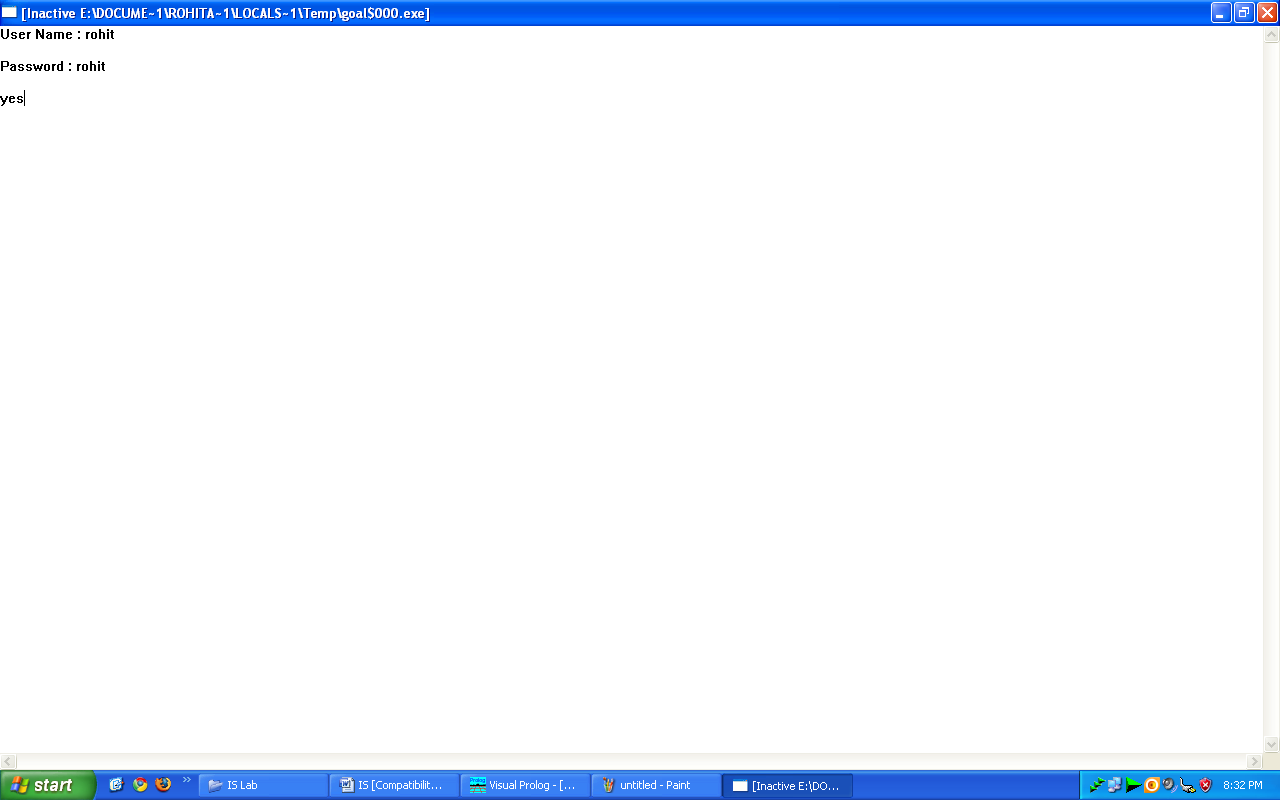 [Inactive E:\DOCUME~1\ROHITA~1\LOCALS~1\Temp\goal$000.exe]
User Name : rohit
Password : rohit
yes
start
IS Lab
IS [Compatibilit...
Visual Prolog - [...
untitled - Paint
[Inactive E:\DO...
8:32 PM